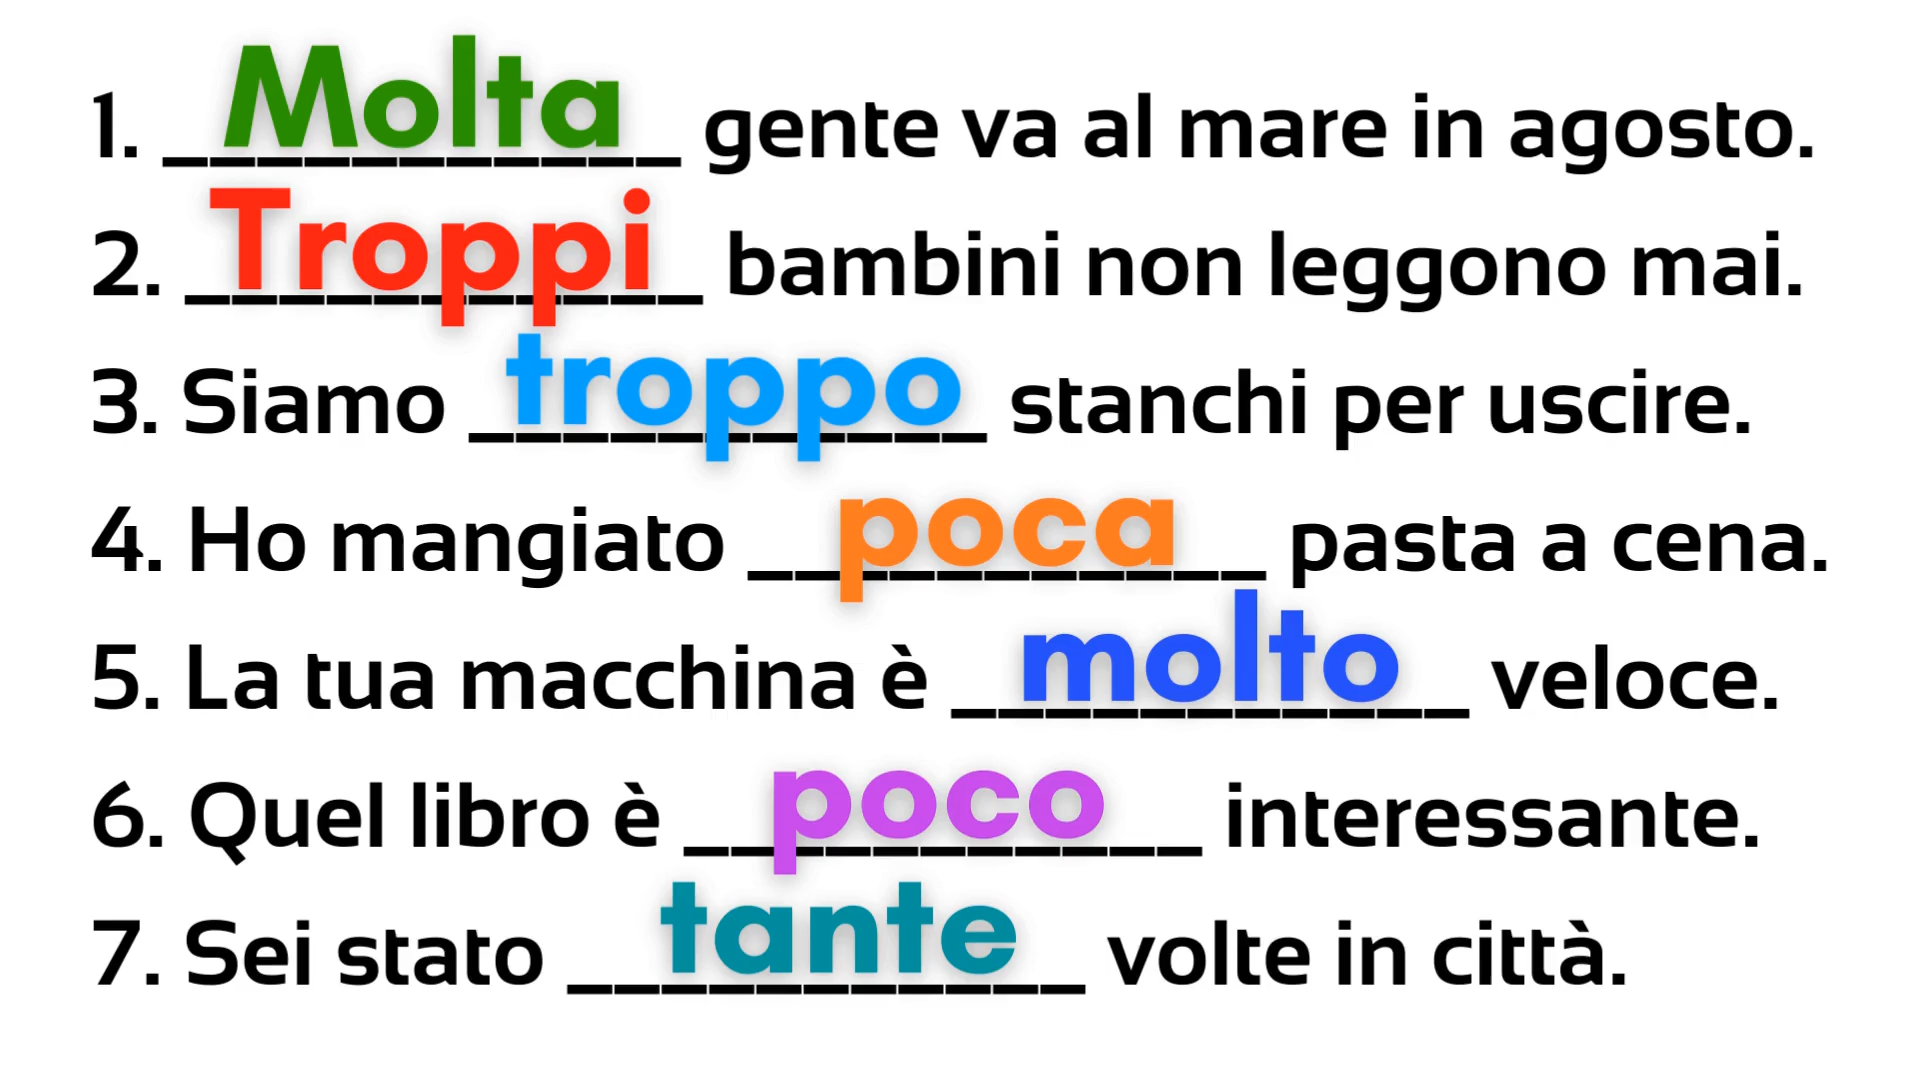 1. Molta gente va al mare in agosto.
2. Troppi bambini non leggono mai.
3. Siamo troppo stanchi per uscire.
4. Ho mangiato poca pasta a cena.
5. La tua macchina è molto veloce.
6. Quel libro è poco interessante.
7. Sei stato tante volte in città.